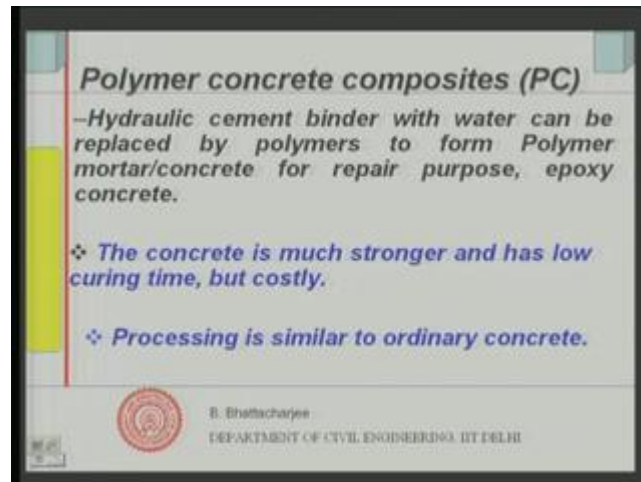 Polymer concrete composites (PC)
–Hydraulic cement binder with water can be
replaced by polymers to form Polymer
mortar/concrete for repair purpose, epoxy
concrete.
❖ The concrete is much stronger and has low
curing time, but costly.
❖ Processing is similar to ordinary concrete.
B. Bhattacharjee
DEPARTMENT OF CIVIL ENGINEERING, IIT DELHI